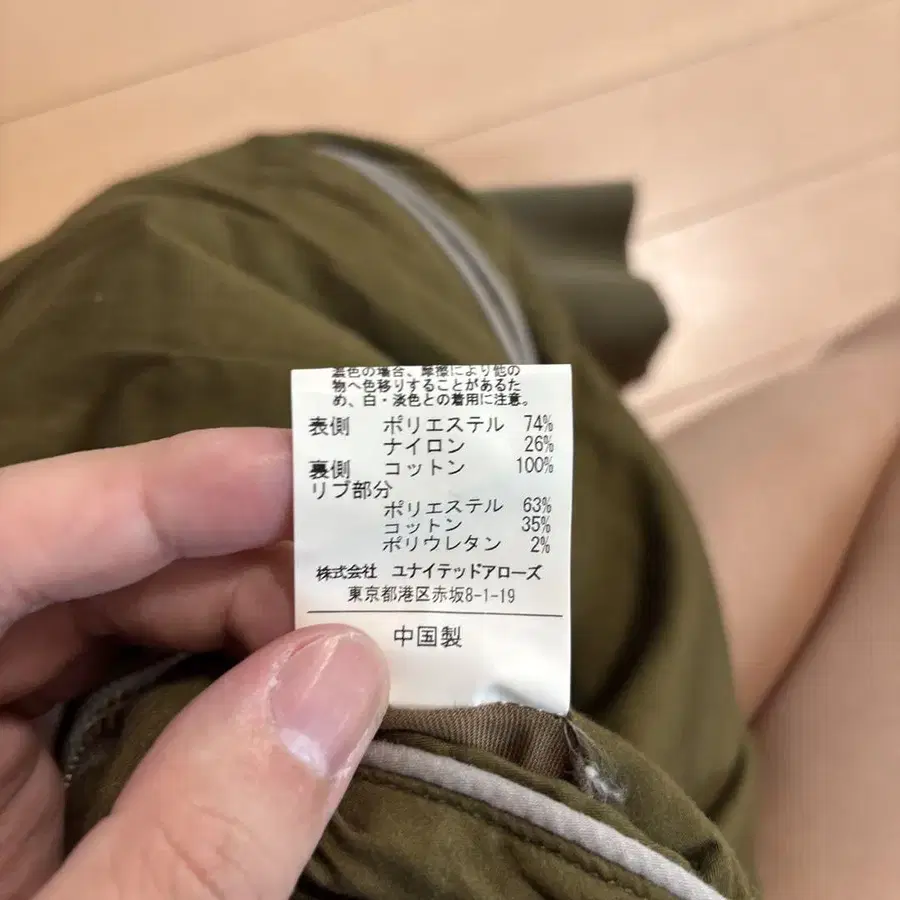 濃色の場合、摩擦により他の
物へ色移りすることがあるた
め、白・淡色との着用に注意。
表側 ポリエステル 74%
ナイロン 26%
裏側 コットン 100%
リブ部分
ポリエステル 63%
コットン 35%
ポリウレタン 2%
株式会社 ユナイテッドアローズ
東京都港区赤坂8-1-19
中国製